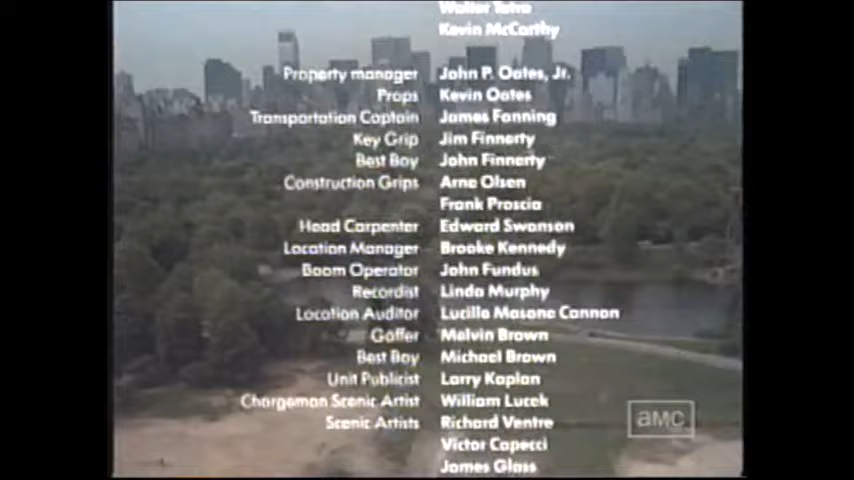 Walter Tatro
Kevin McCarthy
Property manager John P. Oates, Jr.
Props Kevin Oates
Transportation Captain James Fanning
Key Grip Jim Finnerty
Best Boy John Finnerty
Construction Grips Arne Olsen
Frank Proscia
Head Carpenter Edward Swanson
Location Manager Brooke Kennedy
Boom Operator John Fundus
Recordist Linda Murphy
Location Auditor Lucille Masone Cannon
Gaffer Melvin Brown
Best Boy Michael Brown
Unit Publicist Larry Kaplan
Chargeman Scenic Artist William Lucek
Scenic Artists Richard Ventre
Victor Capecci
James Glass
amc